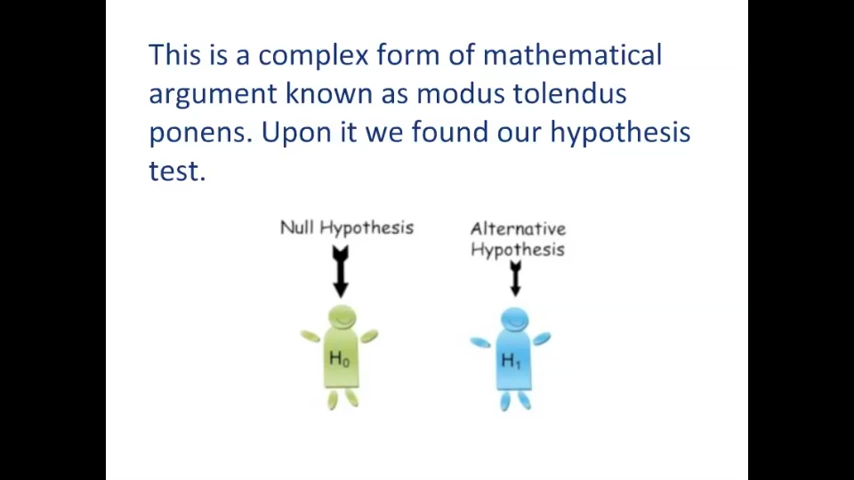 This is a complex form of mathematical
argument known as modus tolendus
ponens. Upon it we found our hypothesis
test.
Null Hypothesis
Alternative
Hypothesis
H₀
H₁